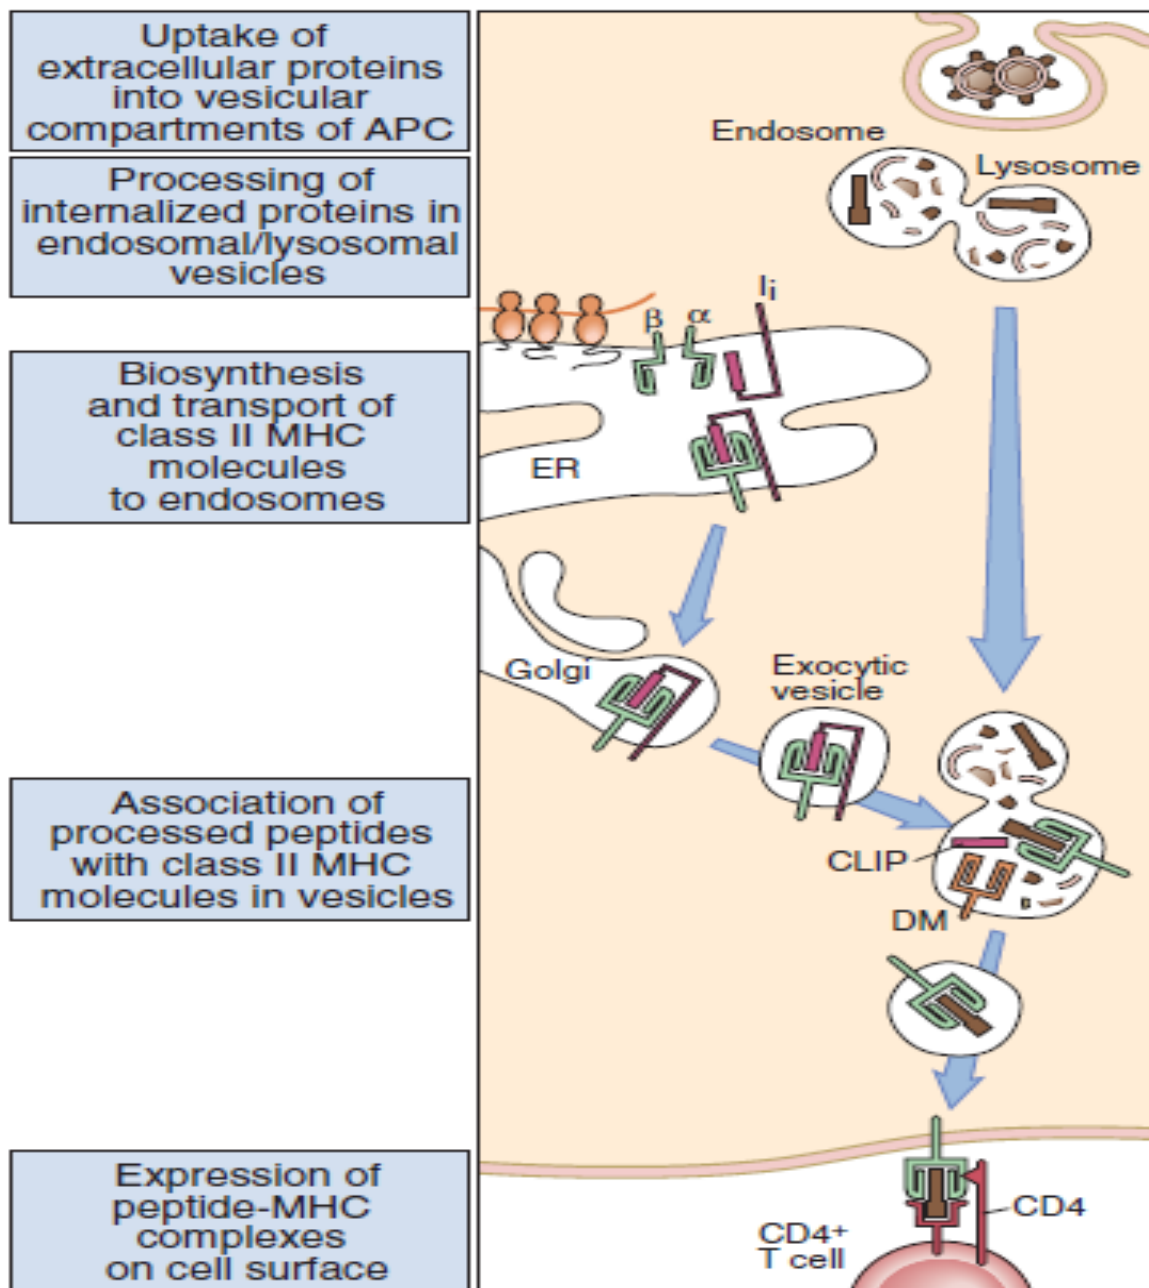 Uptake of
extracellular proteins
into vesicular
compartments of APC
Processing of
internalized proteins in
endosomal/lysosomal
vesicles
Biosynthesis
and transport of
class II MHC
molecules
to endosomes
Association of
processed peptides
with class II MHC
molecules in vesicles
Expression of
peptide-MHC
complexes
on cell surface
Endosome
Lysosome
β
α
Ii
ER
Golgi
Exocytic
vesicle
CLIP
DM
CD4
CD4+
T cell